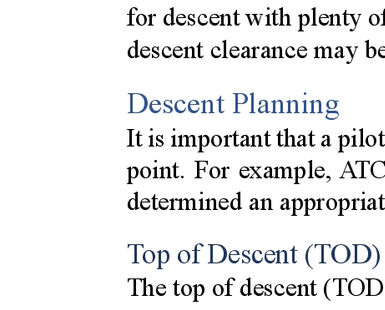 for descent with plenty of
descent clearance may be
Descent Planning
It is important that a pilot
point. For example, ATC
determined an appropriat
Top of Descent (TOD)
The top of descent (TOD